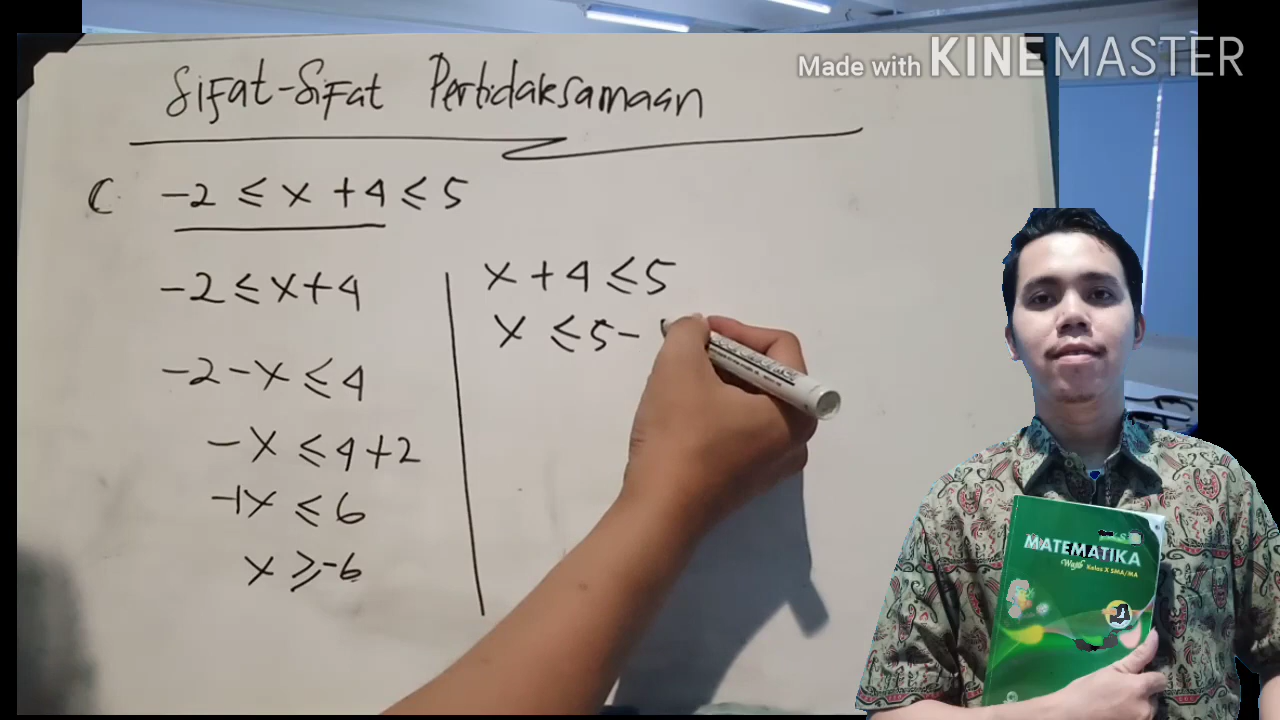 Made with KINEMASTER
Sifat-Sifat Pertidaksamaan
C. -2 ≤ x + 4 ≤ 5
-2 ≤ x + 4
-2 - x ≤ 4
-x ≤ 4 + 2
-1x ≤ 6
x ≥ -6
x + 4 ≤ 5
x ≤ 5 -
MATEMATIKA
Wajib Kelas X SMA/MA